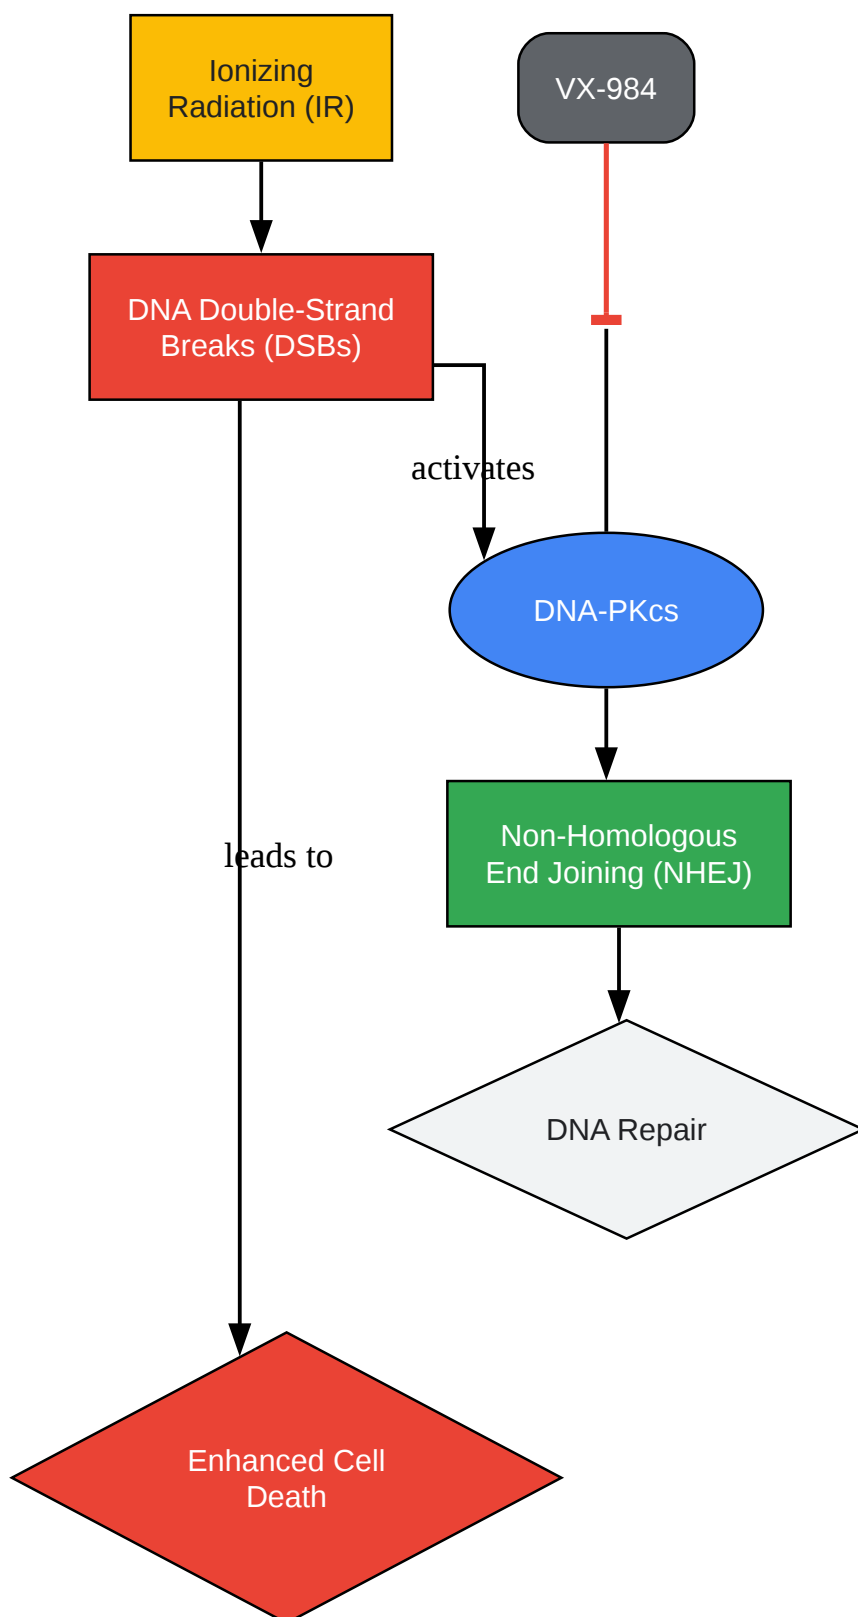 Ionizing
Radiation (IR)
VX-984
DNA Double-Strand
Breaks (DSBs)
activates
DNA-PKcs
leads to
Non-Homologous
End Joining (NHEJ)
DNA Repair
Enhanced Cell
Death